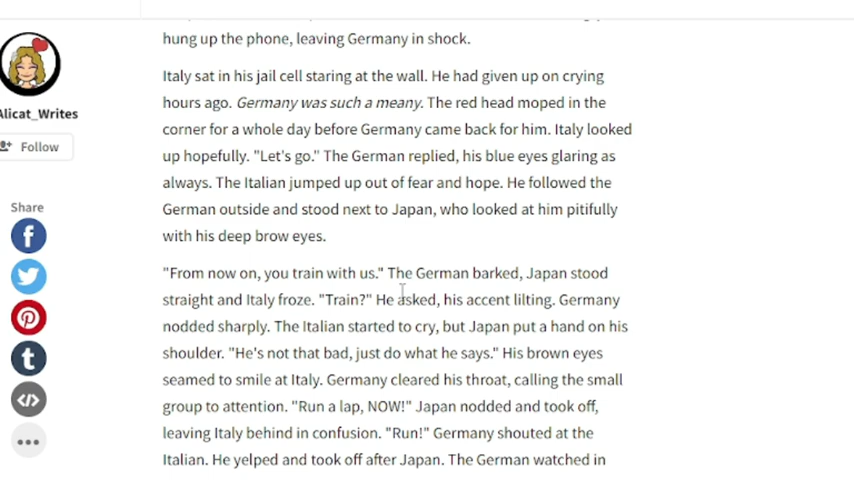 hung up the phone, leaving Germany in shock.
Italy sat in his jail cell staring at the wall. He had given up on crying
hours ago. Germany was such a meany. The red head moped in the
corner for a whole day before Germany came back for him. Italy looked
up hopefully. "Let's go." The German replied, his blue eyes glaring as
always. The Italian jumped up out of fear and hope. He followed the
German outside and stood next to Japan, who looked at him pitifully
with his deep brow eyes.
"From now on, you train with us." The German barked, Japan stood
straight and Italy froze. "Train?" He asked, his accent lilting. Germany
nodded sharply. The Italian started to cry, but Japan put a hand on his
shoulder. "He's not that bad, just do what he says." His brown eyes
seemed to smile at Italy. Germany cleared his throat, calling the small
group to attention. "Run a lap, NOW!" Japan nodded and took off,
leaving Italy behind in confusion. "Run!" Germany shouted at the
Italian. He yelped and took off after Japan. The German watched in
Alicat_Writes
Follow
Share